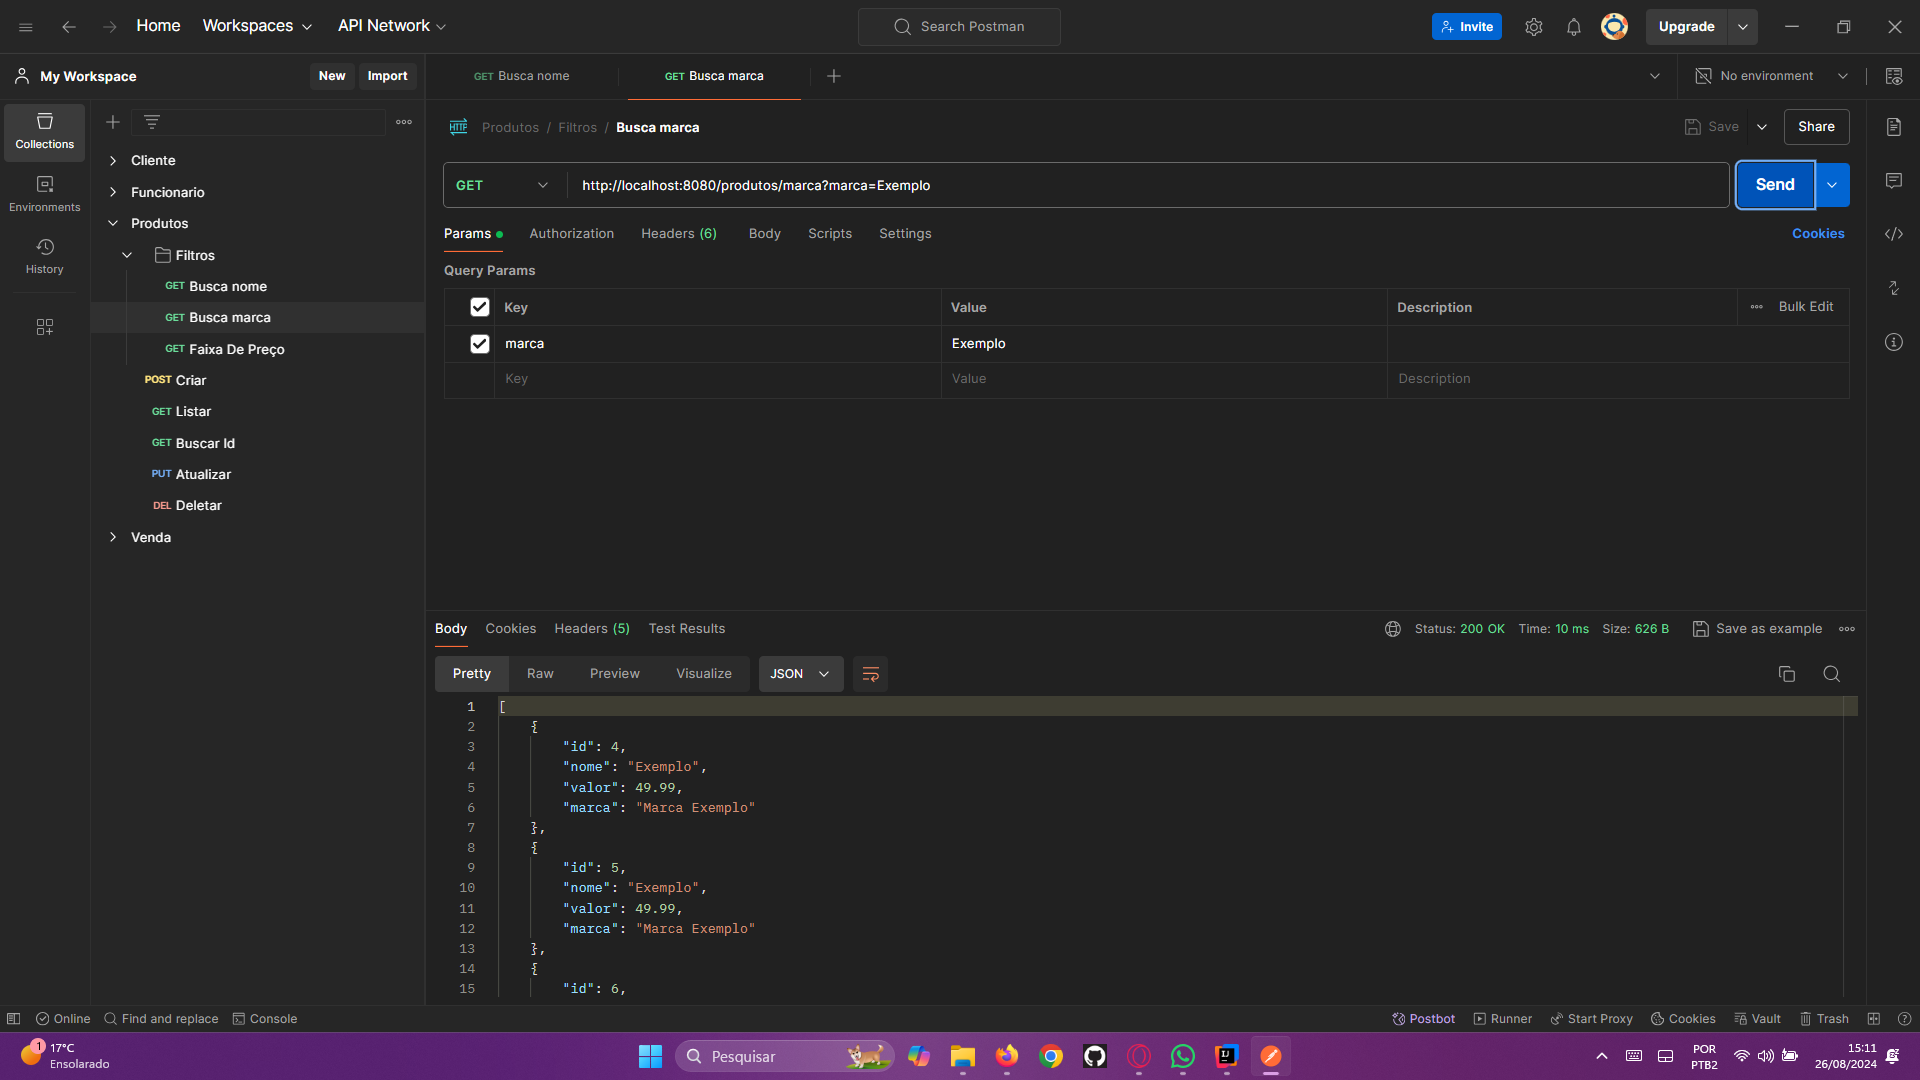 Home Workspaces API Network Search Postman Invite Upgrade
My Workspace New Import GET Busca nome GET Busca marca No environment
Collections
Environments
History
Cliente
Funcionario
Produtos
Filtros
GET Busca nome
GET Busca marca
GET Faixa De Preço
POST Criar
GET Listar
GET Buscar Id
PUT Atualizar
DEL Deletar
Venda
HTTP Produtos / Filtros / Busca marca Save Share
GET http://localhost:8080/produtos/marca?marca=Exemplo Send
Params Authorization Headers (6) Body Scripts Settings Cookies
Query Params
Key Value Description Bulk Edit
marca Exemplo
Key Value Description
Body Cookies Headers (5) Test Results Status: 200 OK Time: 10 ms Size: 626 B Save as example
Pretty Raw Preview Visualize JSON
1 [
2 {
3 "id": 4,
4 "nome": "Exemplo",
5 "valor": 49.99,
6 "marca": "Marca Exemplo"
7 },
8 {
9 "id": 5,
10 "nome": "Exemplo",
11 "valor": 49.99,
12 "marca": "Marca Exemplo"
13 },
14 {
15 "id": 6,
Online Find and replace Console Postbot Runner Start Proxy Cookies Vault Trash
1 17°C
Ensolarado
Pesquisar
POR
PTB2
15:11
26/08/2024